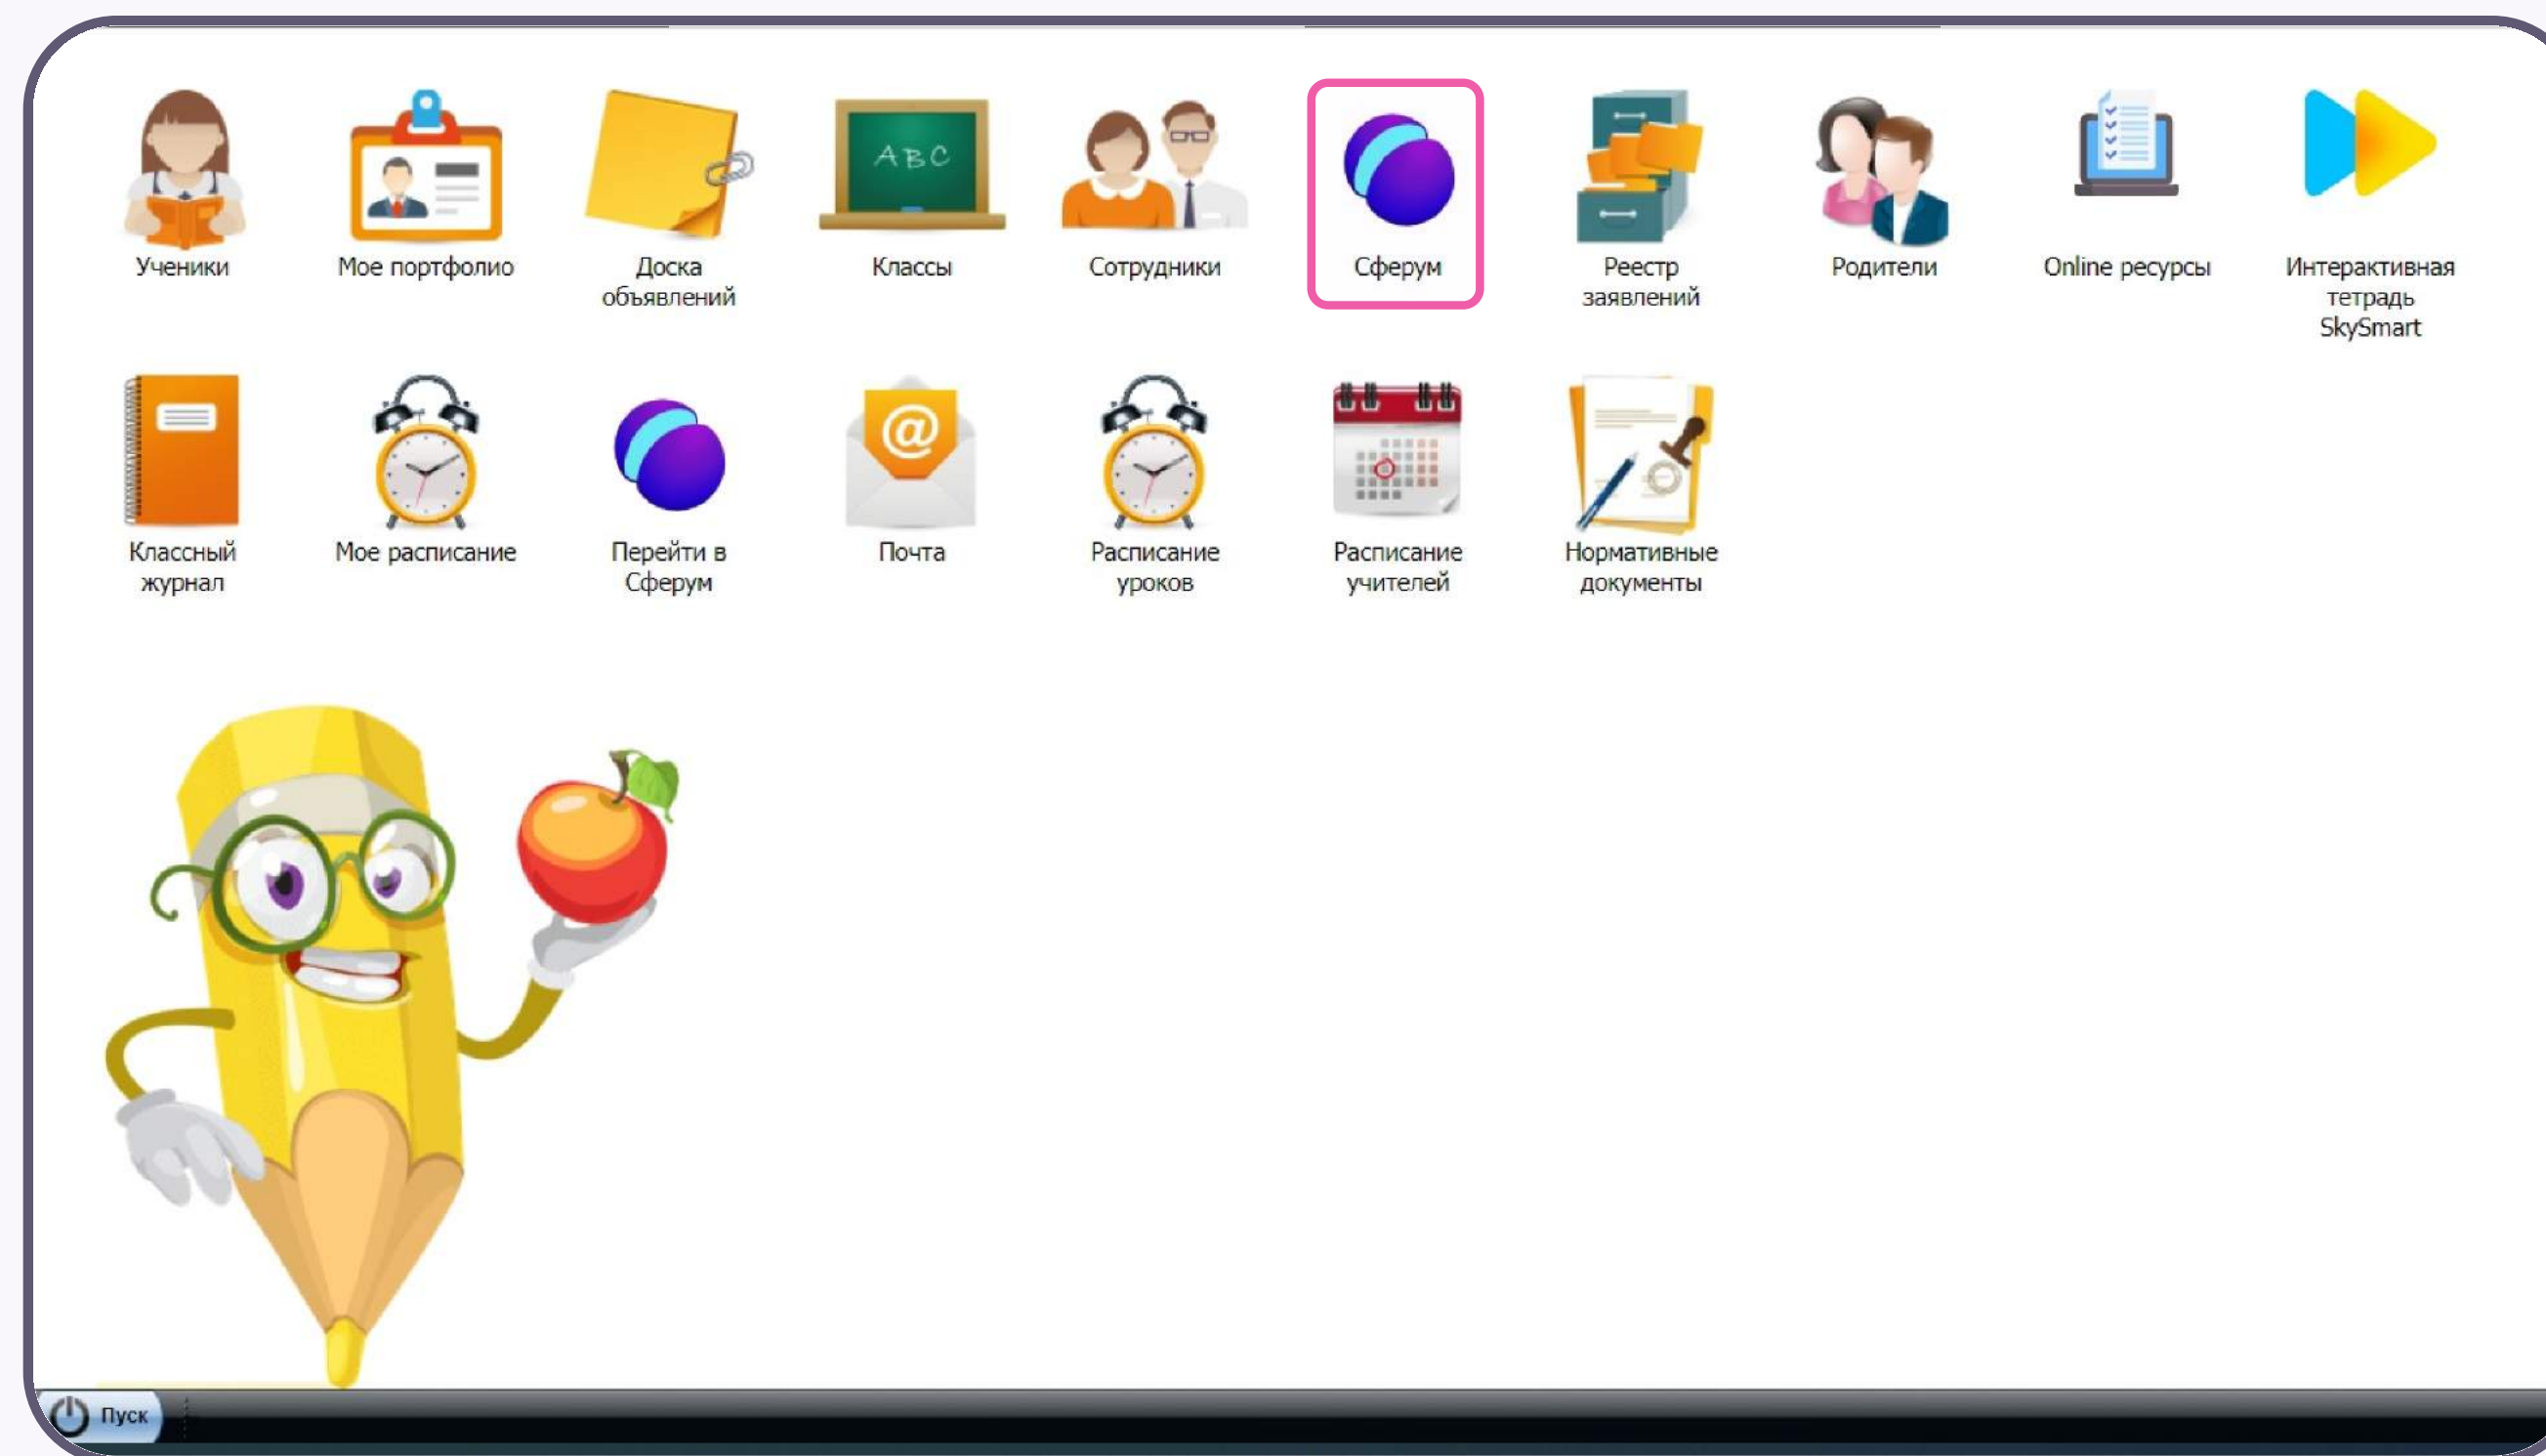 ABC
Ученики
Мое портфолио
Доска
объявлений
Классы
Сотрудники
Сферум
Реестр
заявлений
Родители
Online ресурсы
Интерактивная
тетрадь
SkySmart
@
Классный
журнал
Мое расписание
Перейти в
Сферум
Почта
Расписание
уроков
Расписание
учителей
Нормативные
документы
Пуск